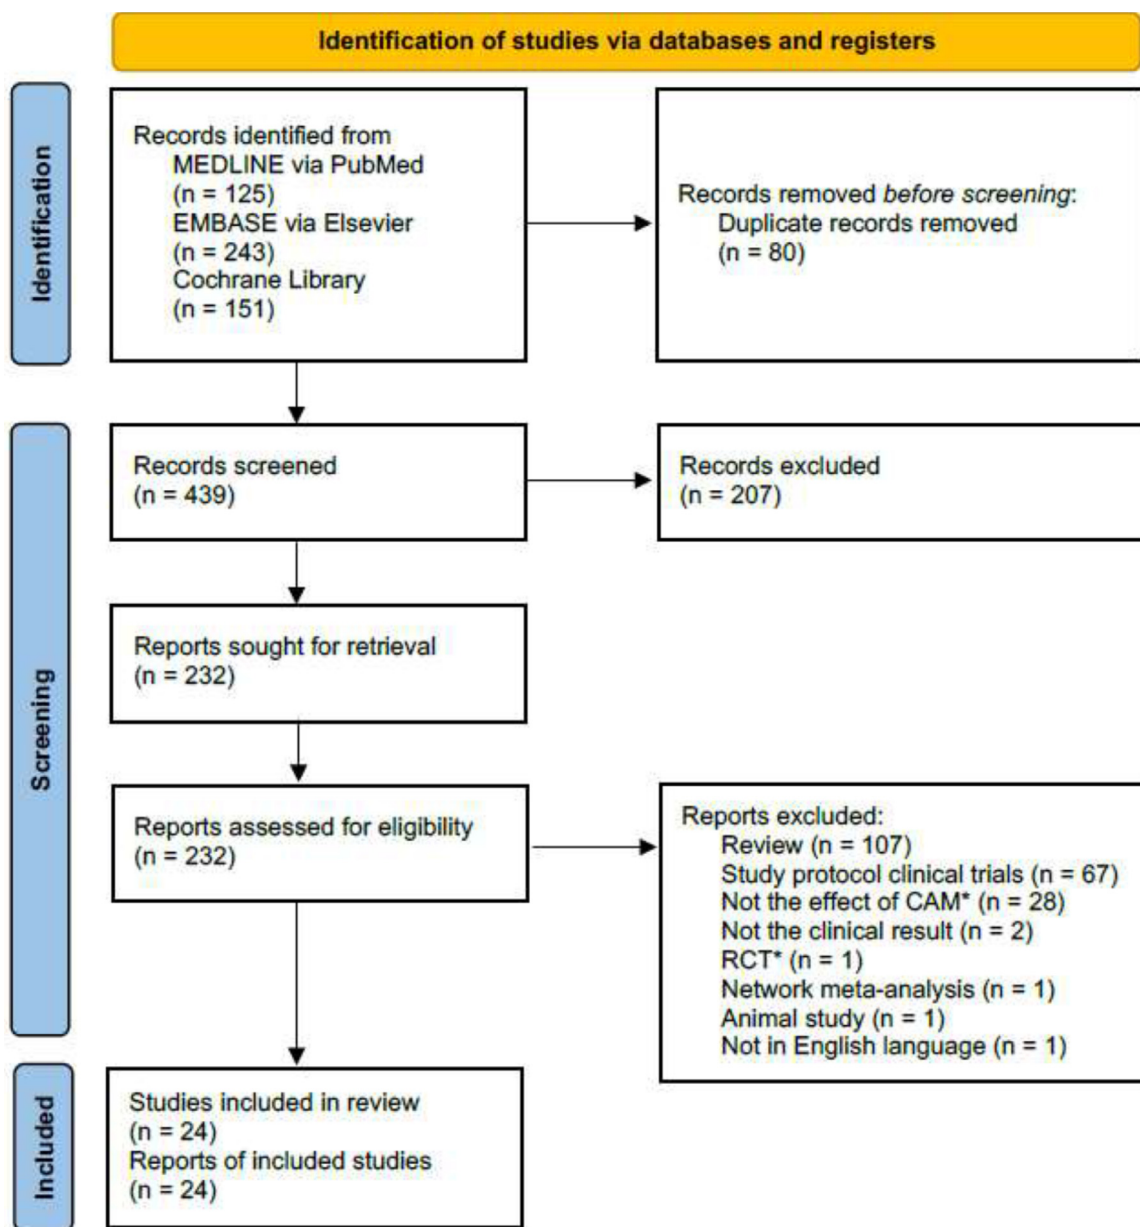 Identification of studies via databases and registers
Identification
Records identified from
MEDLINE via PubMed
(n = 125)
EMBASE via Elsevier
(n = 243)
Cochrane Library
(n = 151)
Records removed before screening:
Duplicate records removed
(n = 80)
Screening
Records screened
(n = 439)
Records excluded
(n = 207)
Reports sought for retrieval
(n = 232)
Reports assessed for eligibility
(n = 232)
Reports excluded:
Review (n = 107)
Study protocol clinical trials (n = 67)
Not the effect of CAM* (n = 28)
Not the clinical result (n = 2)
RCT* (n = 1)
Network meta-analysis (n = 1)
Animal study (n = 1)
Not in English language (n = 1)
Included
Studies included in review
(n = 24)
Reports of included studies
(n = 24)